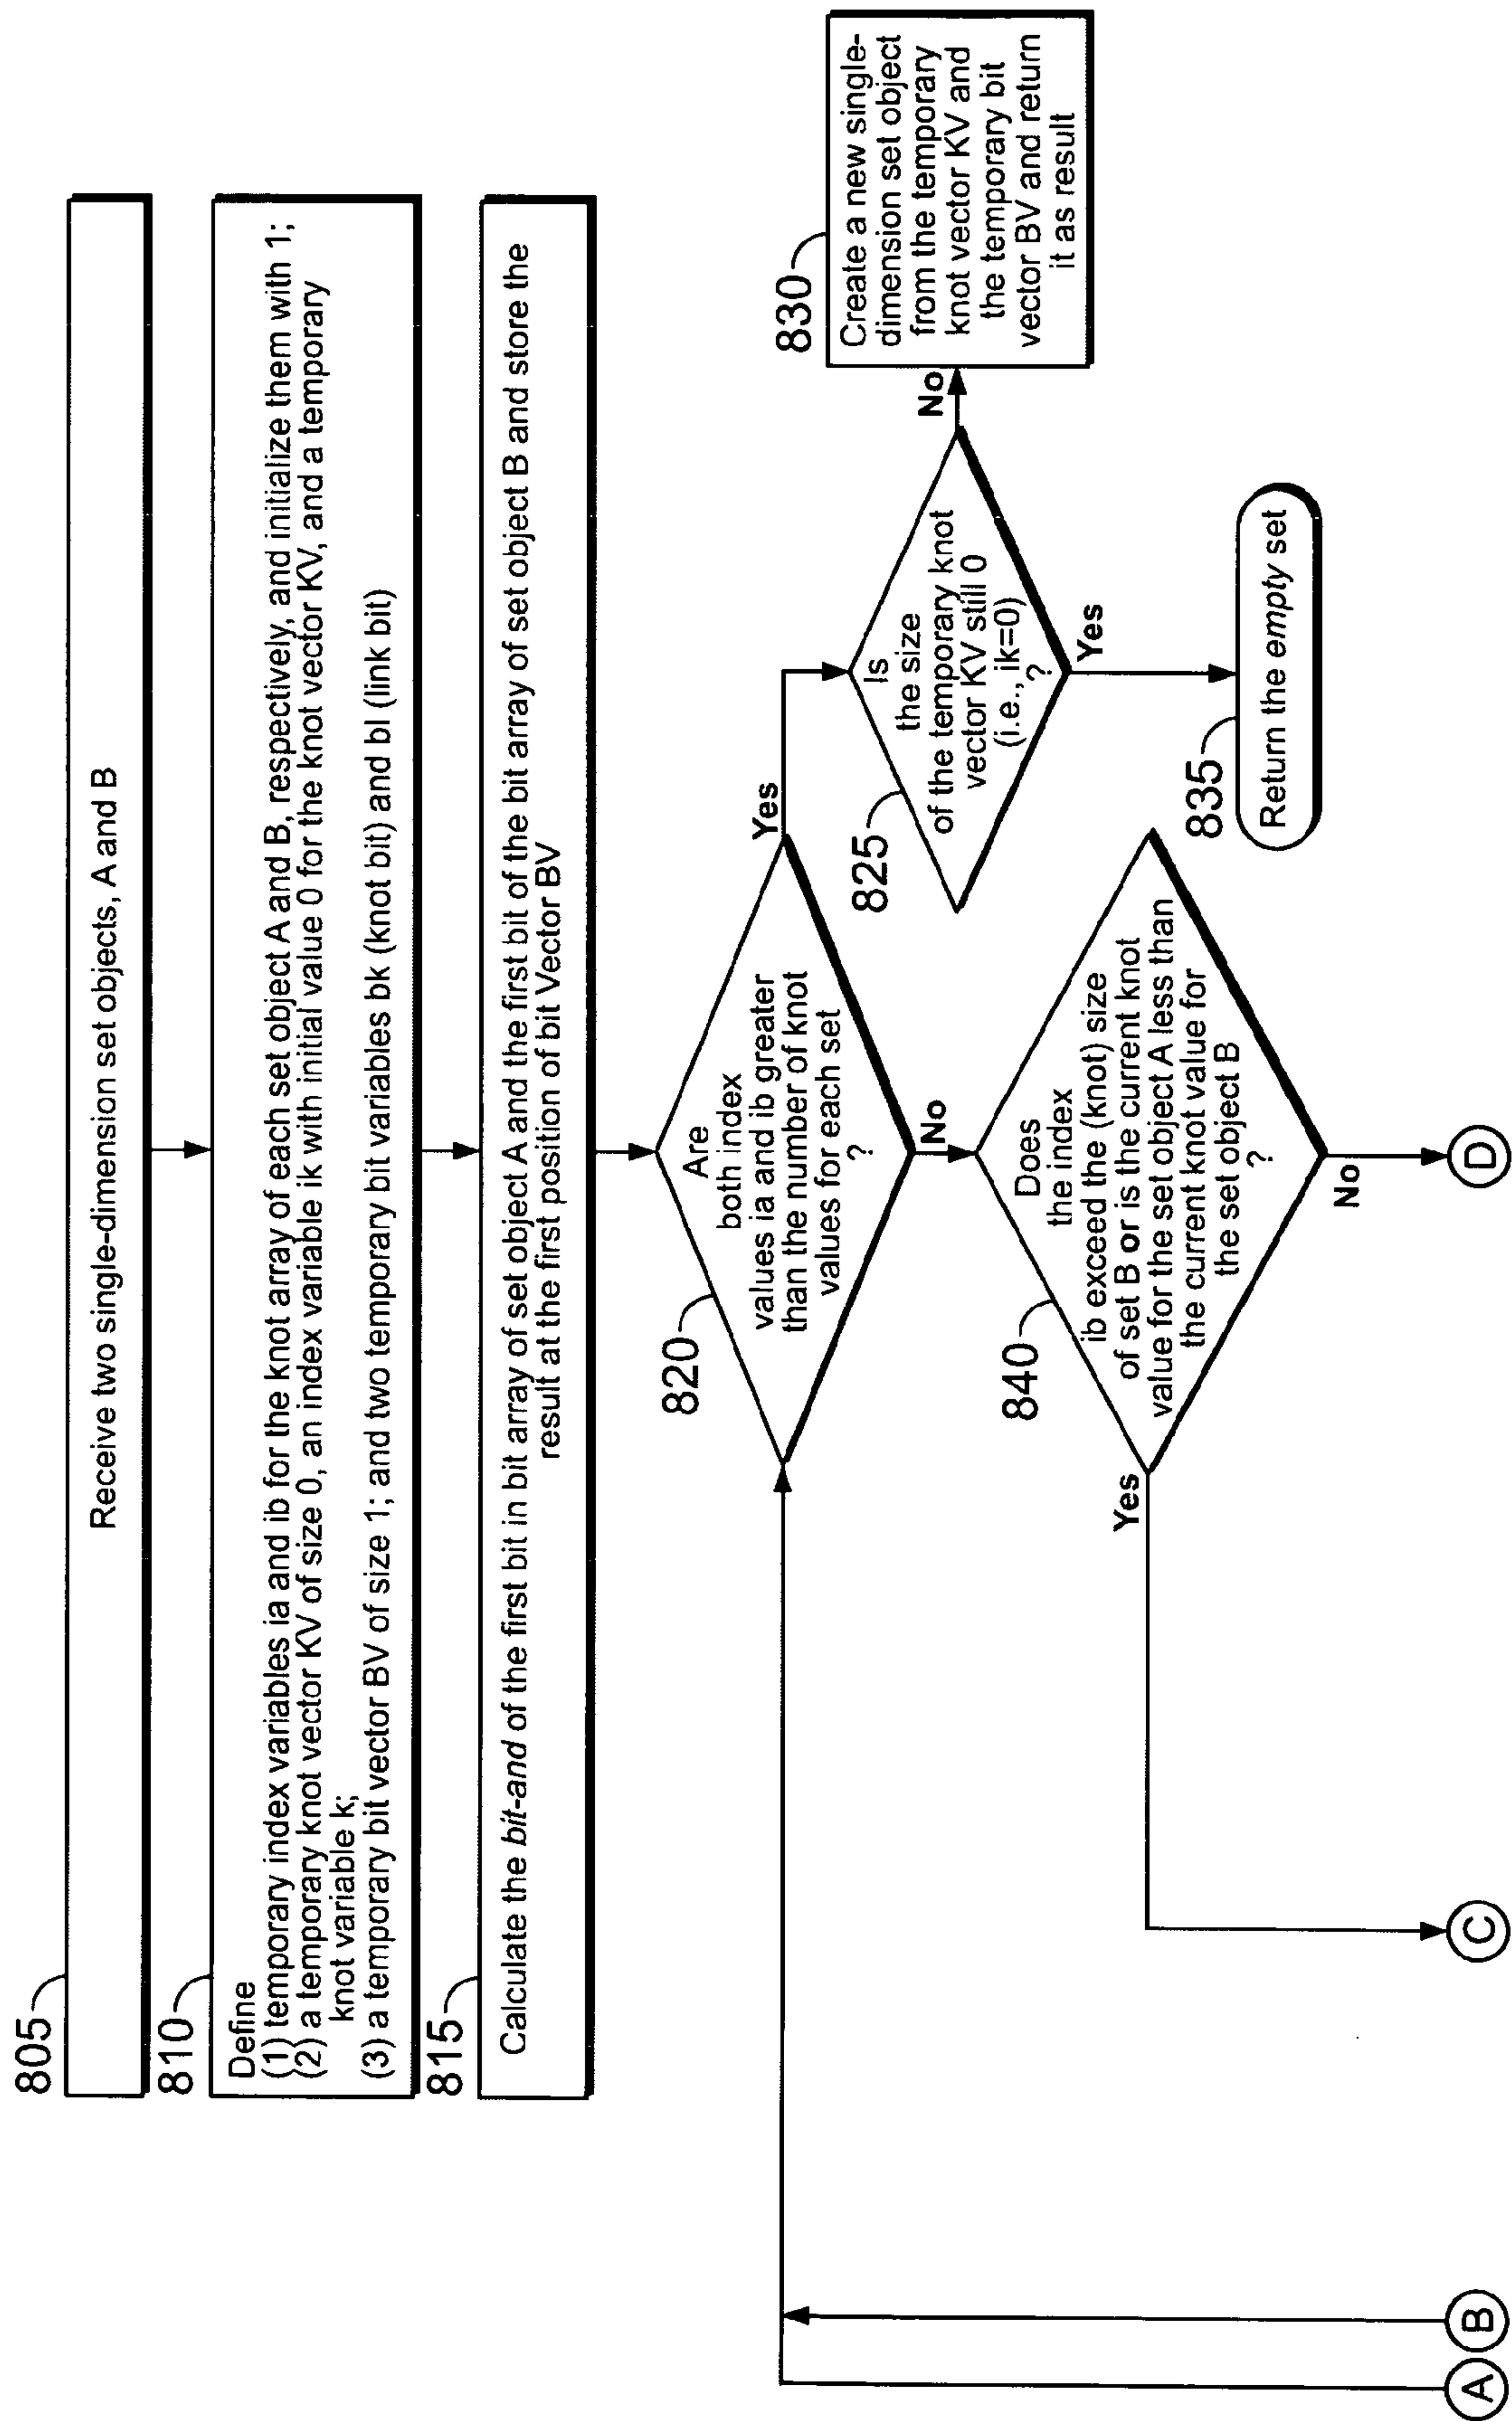 805
Receive two single-dimension set objects, A and B
810
Define
(1) temporary index variables ia and ib for the knot array of each set object A and B, respectively, and initialize them with 1;
(2) a temporary knot vector KV of size 0, an index variable ik with initial value 0 for the knot vector KV, and a temporary
knot variable k;
(3) a temporary bit vector BV of size 1; and two temporary bit variables bk (knot bit) and bl (link bit)
815
Calculate the bit-and of the first bit in bit array of set object A and the first bit of the bit array of set object B and store the
result at the first position of bit Vector BV
820
Are
both index
values ia and ib greater
than the number of knot
values for each set
?
Yes
No
825
Is
the size
of the temporary knot
vector KV still 0
(i.e., ik=0)
?
No
Yes
830
Create a new single-
dimension set object
from the temporary
knot vector KV and
the temporary bit
vector BV and return
it as result
835
Return the empty set
840
Does
the index
ib exceed the (knot) size
of set B or is the current knot
value for the set object A less than
the current knot value for
the set object B
?
Yes
No
A
B
C
D